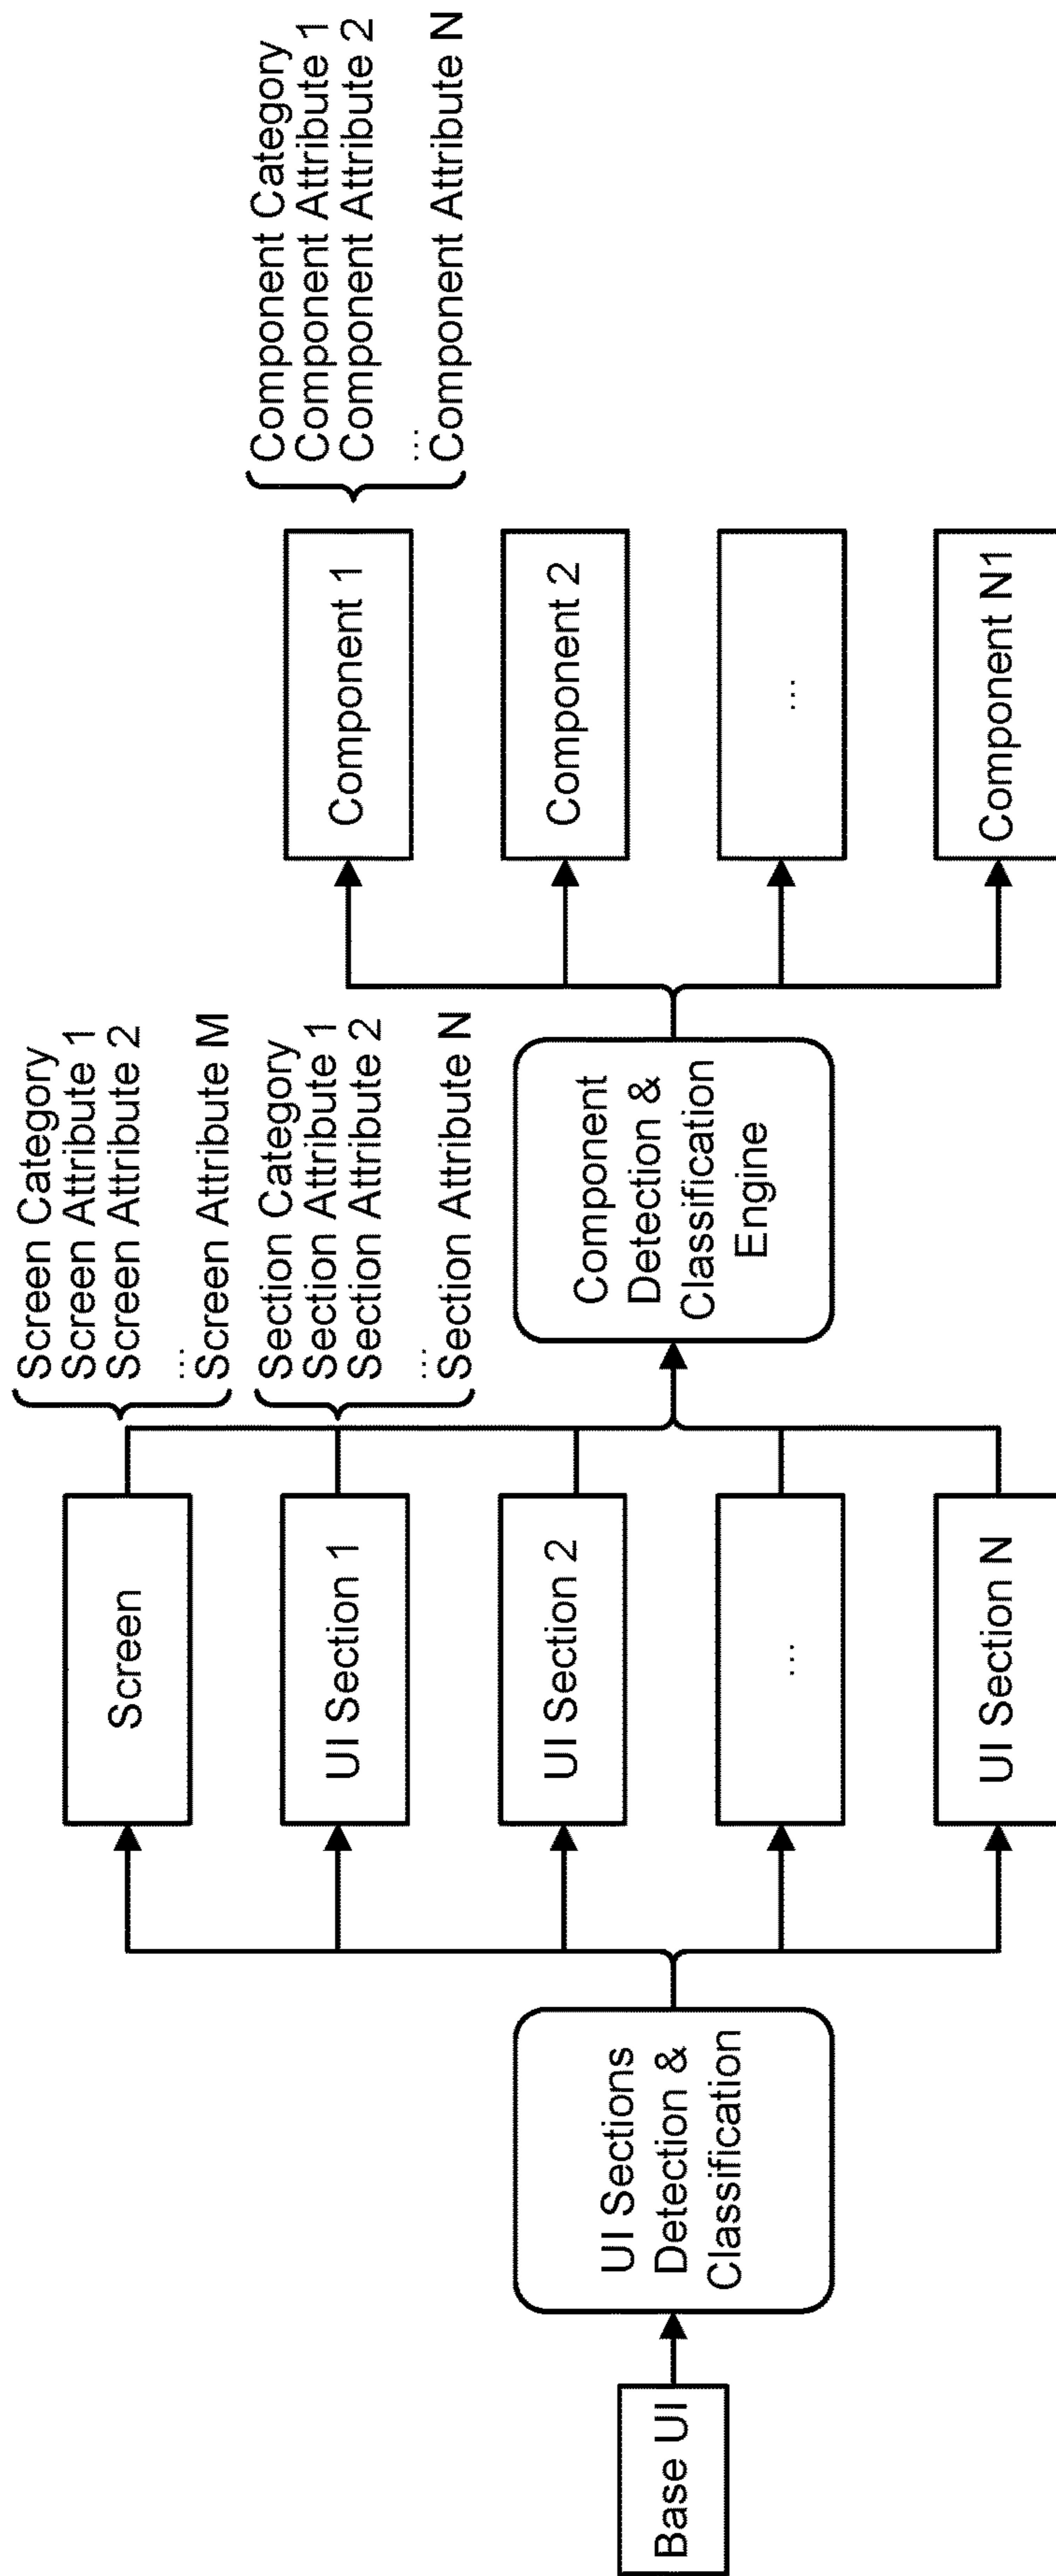 Base UI
UI Sections
Detection &
Classification
Screen
UI Section 1
UI Section 2
...
UI Section N
Screen Category
Screen Attribute 1
Screen Attribute 2
...
Screen Attribute M
Section Category
Section Attribute 1
Section Attribute 2
...
Section Attribute N
Component
Detection &
Classification
Engine
Component 1
Component 2
...
Component N1
Component Category
Component Attribute 1
Component Attribute 2
...
Component Attribute N